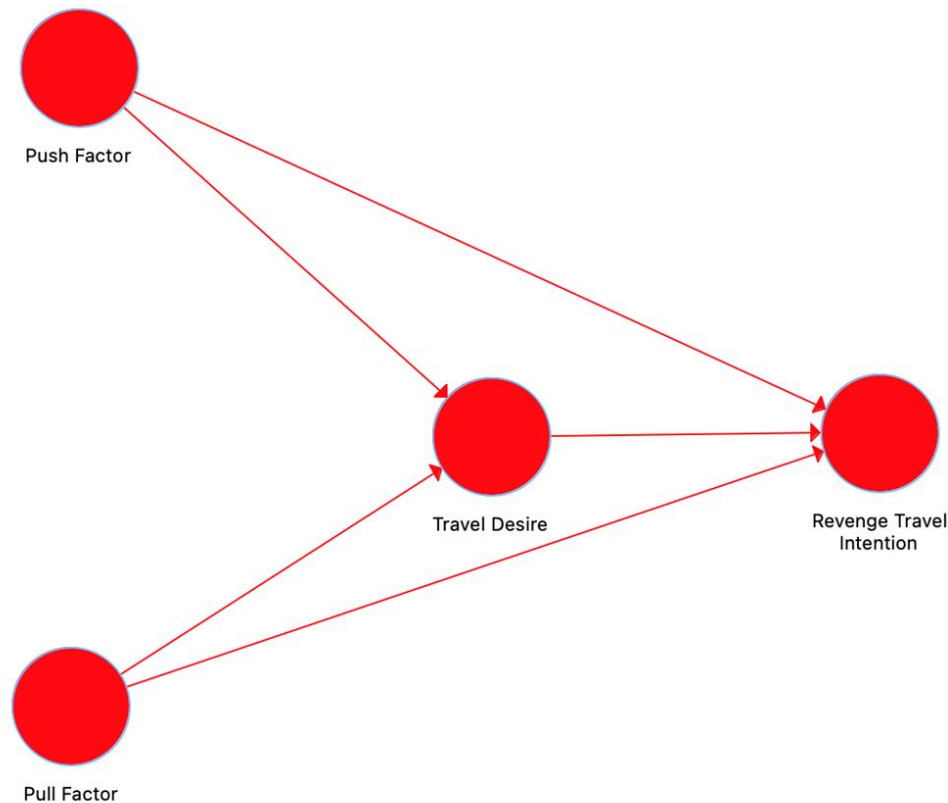 Push Factor
Travel Desire
Revenge Travel
Intention
Pull Factor